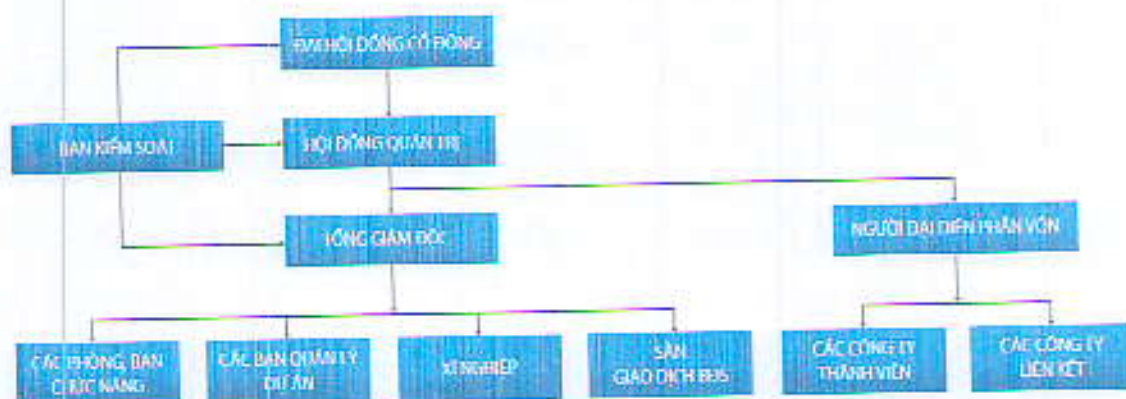 ĐẠI HỘI ĐỒNG CỔ ĐÔNG
BAN KIỂM SOÁT
HỘI ĐỒNG QUẢN TRỊ
TỔNG GIÁM ĐỐC
NGƯỜI ĐẠI DIỆN PHẦN VỐN
CÁC PHÒNG, BAN
CHỨC NĂNG
CÁC BAN QUẢN LÝ
DỰ ÁN
XÍ NGHIỆP
SÀN
GIAO DỊCH BĐS
CÁC CÔNG TY
THÀNH VIÊN
CÁC CÔNG TY
LIÊN KẾT